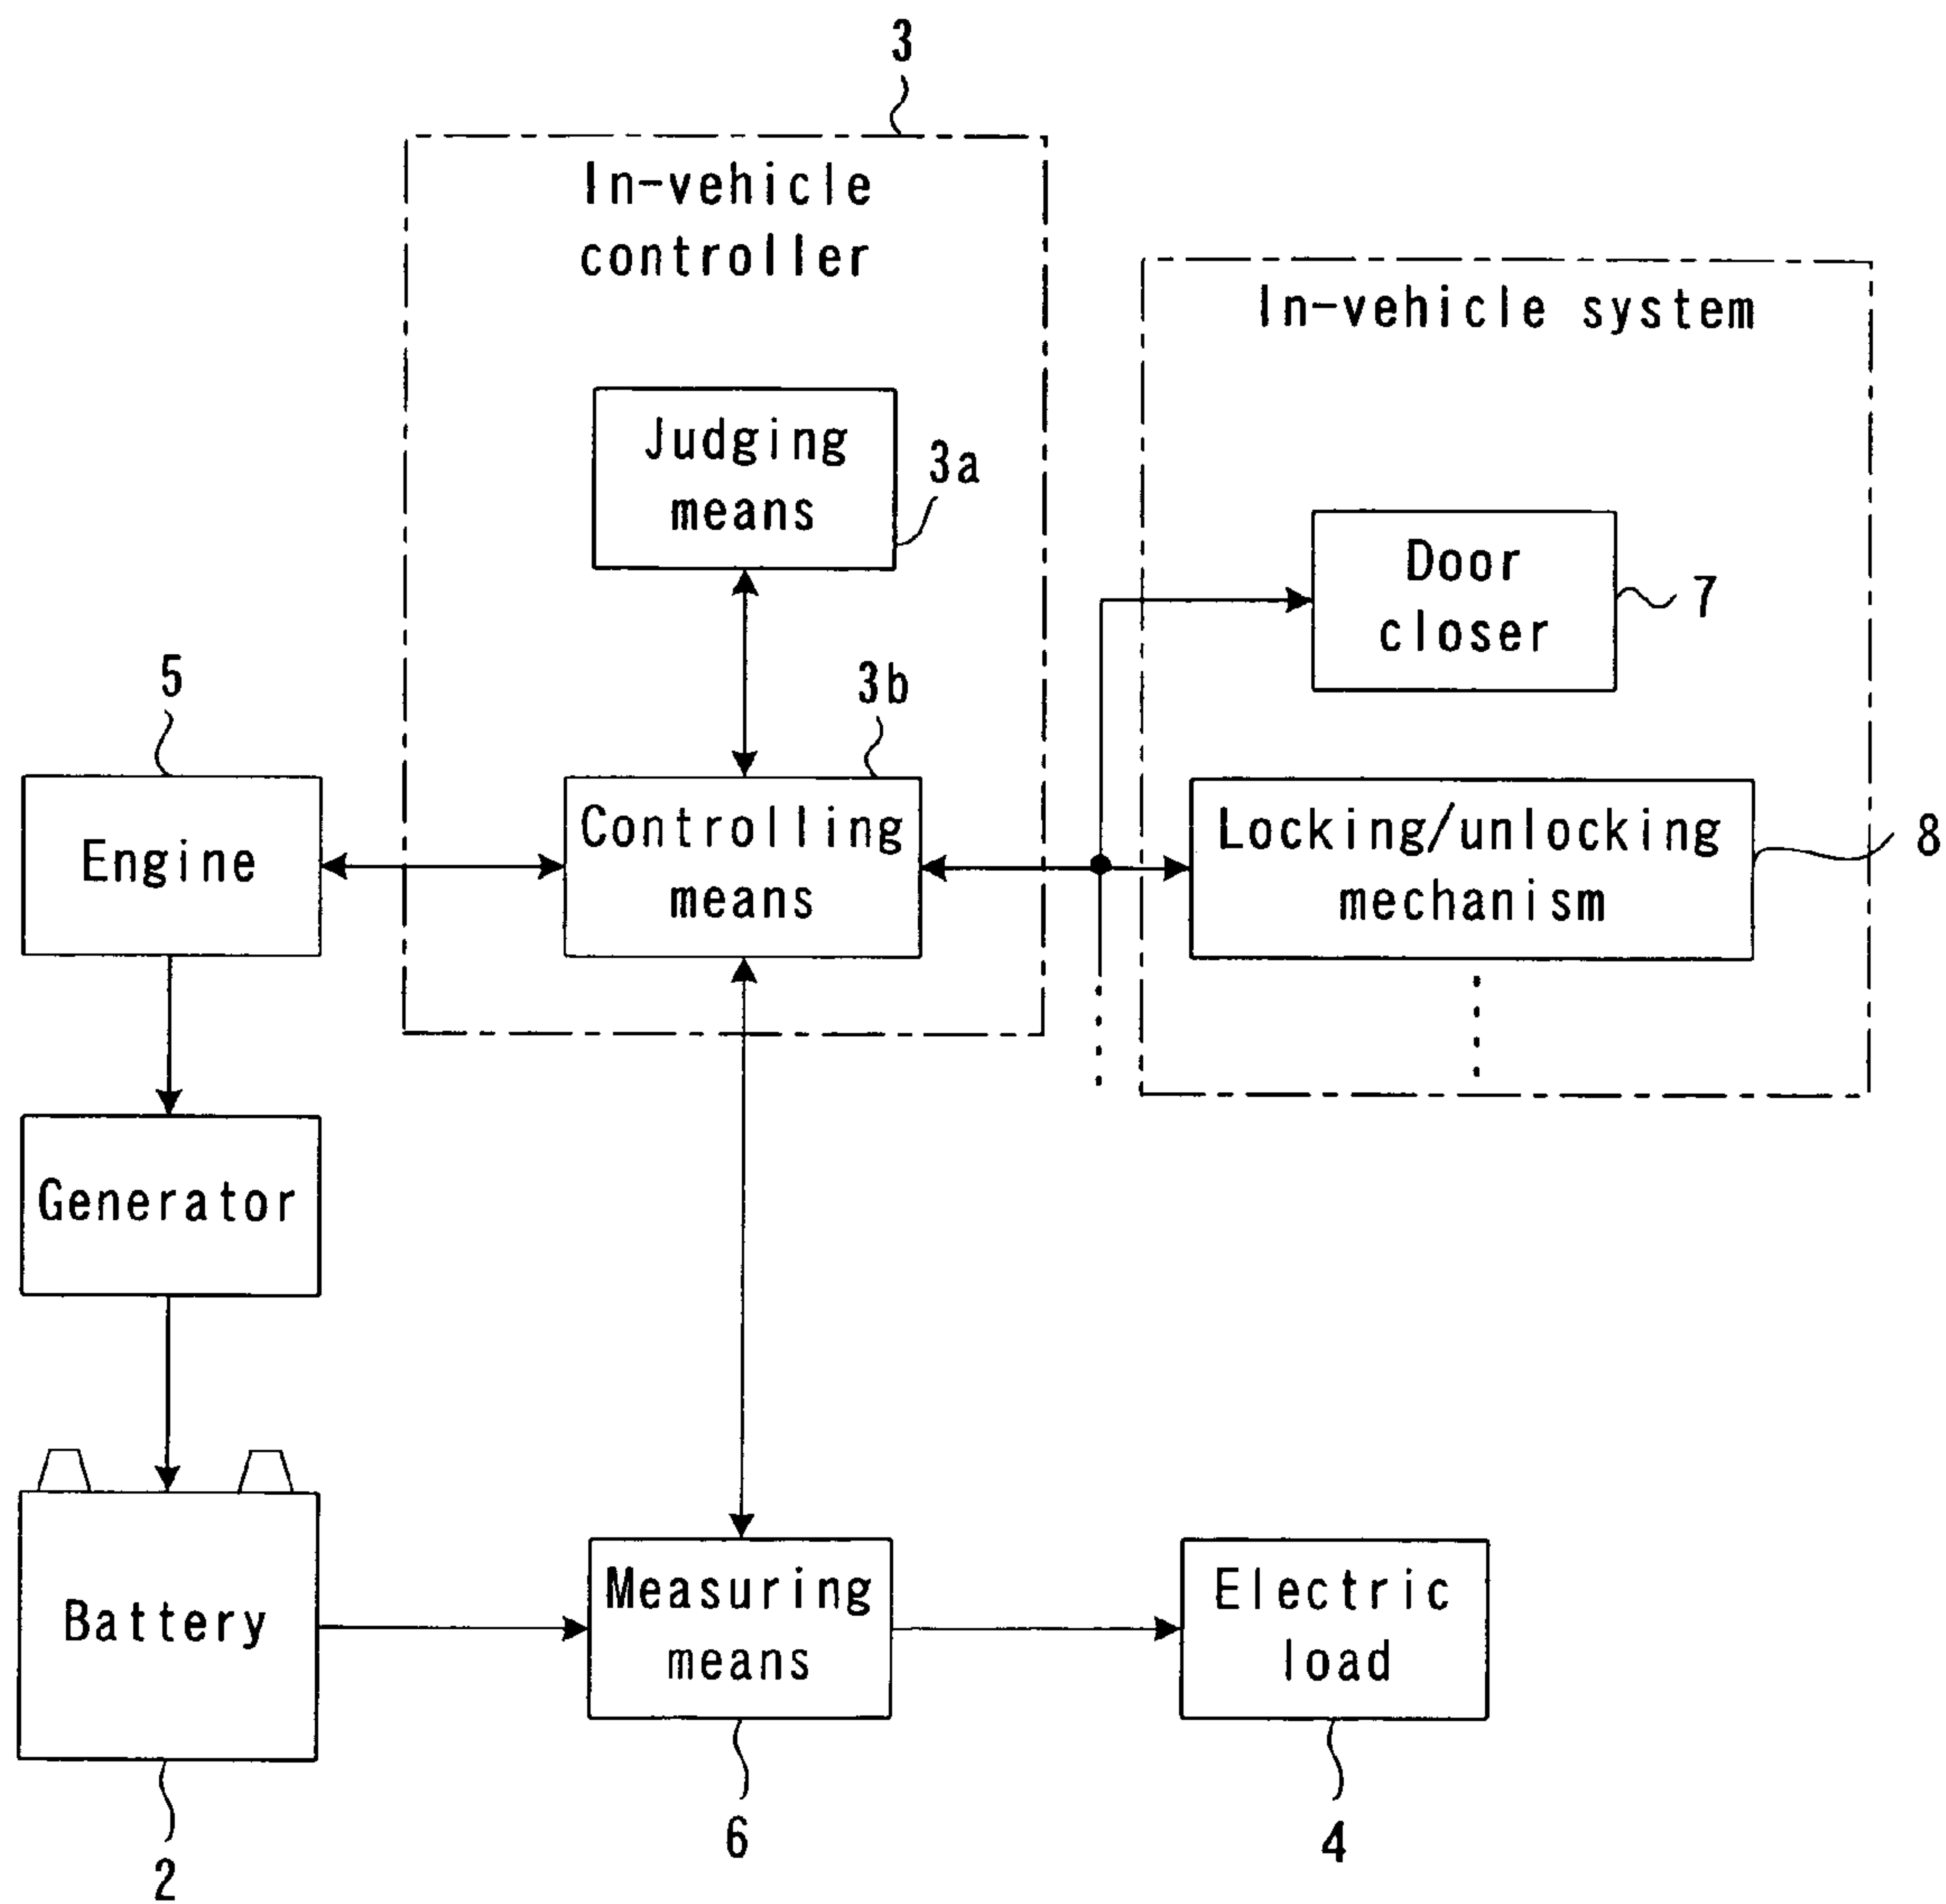 3
In-vehicle
controller
In-vehicle system
Judging
means
3a
Door
closer
7
5
3b
Engine
Controlling
means
Locking/unlocking
mechanism
8
Generator
Battery
Measuring
means
Electric
load
2
6
4